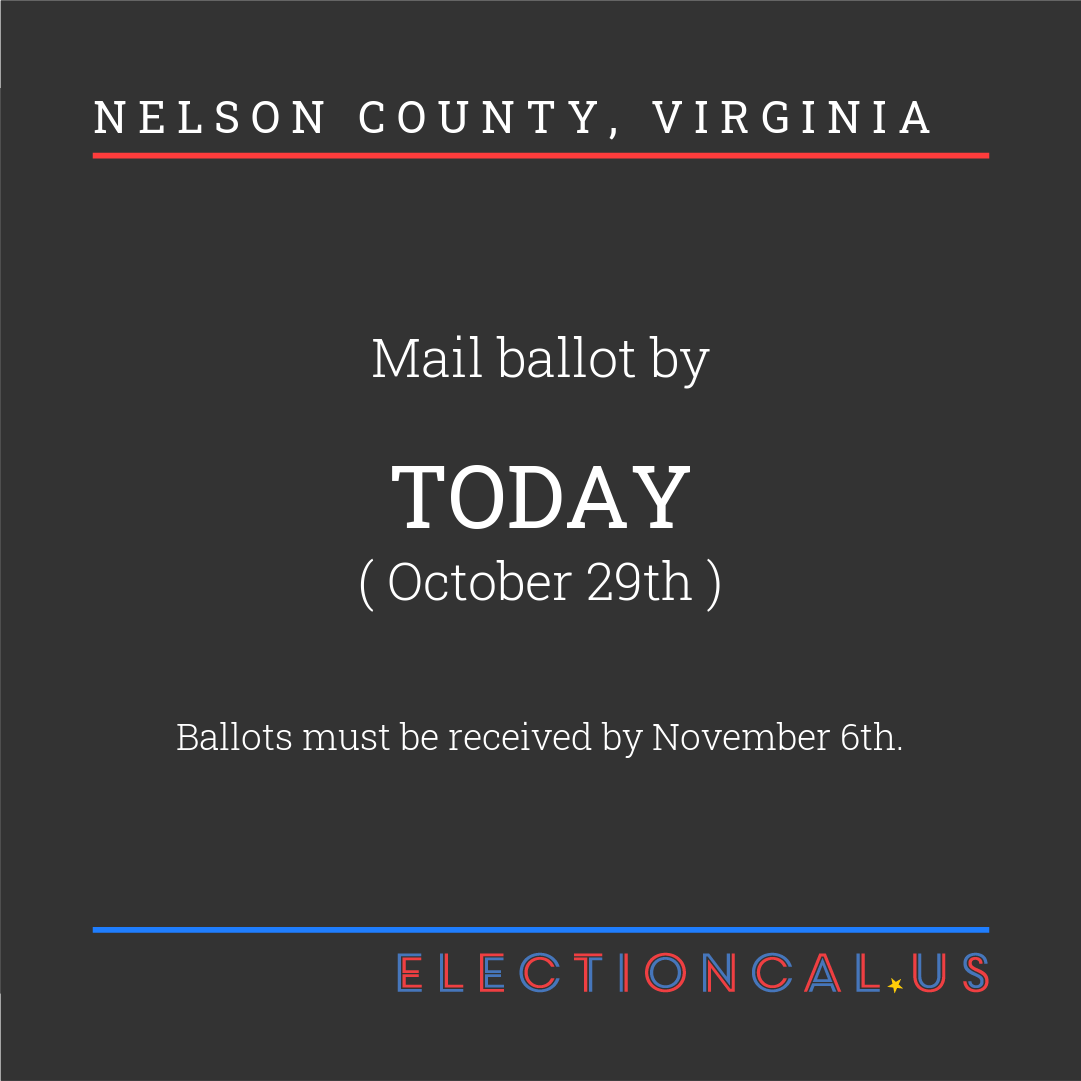 NELSON COUNTY, VIRGINIA
Mail ballot by
TODAY
( October 29th )
Ballots must be received by November 6th.
ELECTIONCAL.US